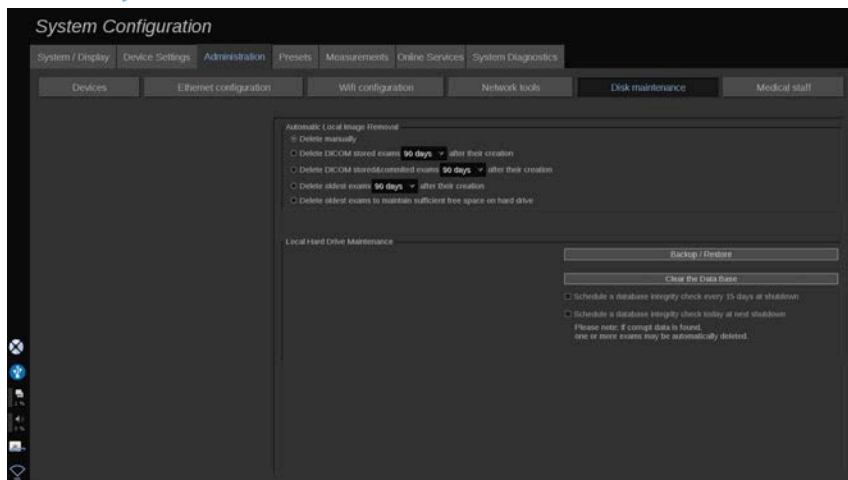 System Configuration
System / Display Device Settings Administration Presets Measurements Online Services System Diagnostics
Devices Ethernet configuration Wifi configuration Network tools Disk maintenance Medical staff
Automatic Local Image Removal
Delete manually
Delete DICOM stored exams 90 days after their creation
Delete DICOM stored&commited exams 90 days after their creation
Delete oldest exams 90 days after their creation
Delete oldest exams to maintain sufficient free space on hard drive
Local Hard Drive Maintenance
Backup / Restore
Clear the Data Base
Schedule a database integrity check every 15 days at shutdown
Schedule a database integrity check today at next shutdown
Please note: if corrupt data is found,
one or more exams may be automatically deleted.